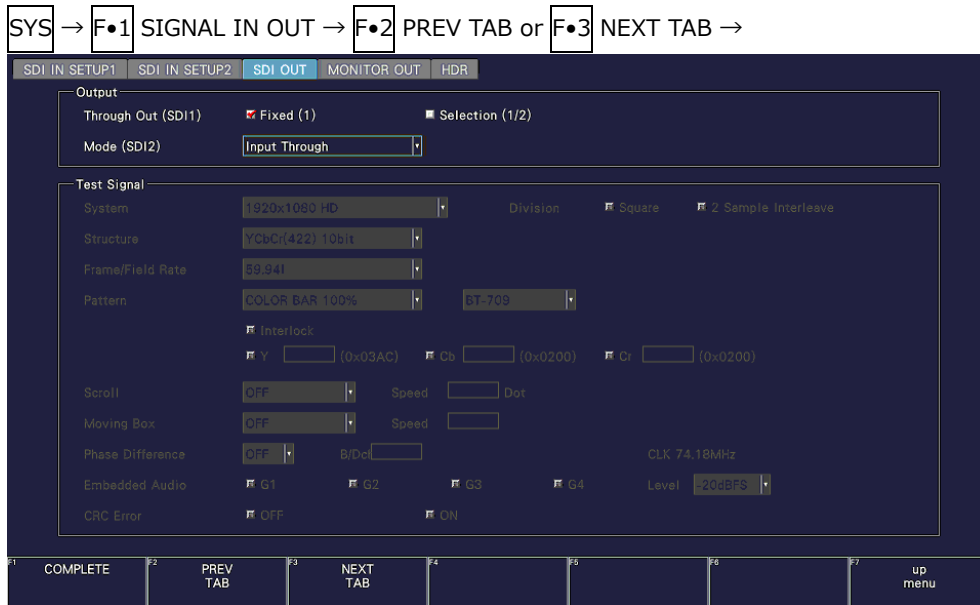 SYS → F•1 SIGNAL IN OUT → F•2 PREV TAB or F•3 NEXT TAB →
SDI IN SETUP1 SDI IN SETUP2 SDI OUT MONITOR OUT HDR
Output
Through Out (SDI1) Fixed (1) Selection (1/2)
Mode (SDI2) Input Through
Test Signal
System 1920x1080 HD Division Square 2 Sample Interleave
Structure YCbCr(422) 10bit
Frame/Field Rate 59.94I
Pattern COLOR BAR 100% BT-709
Interlock
Y (0x03AC) Cb (0x0200) Cr (0x0200)
Scroll OFF Speed Dot
Moving Box OFF Speed
Phase Difference OFF B/Dcl CLK 74.18MHz
Embedded Audio G1 G2 G3 G4 Level -20dBFS
CRC Error OFF ON
F1 COMPLETE F2 PREV TAB F3 NEXT TAB F4 F5 F6 F7 up menu